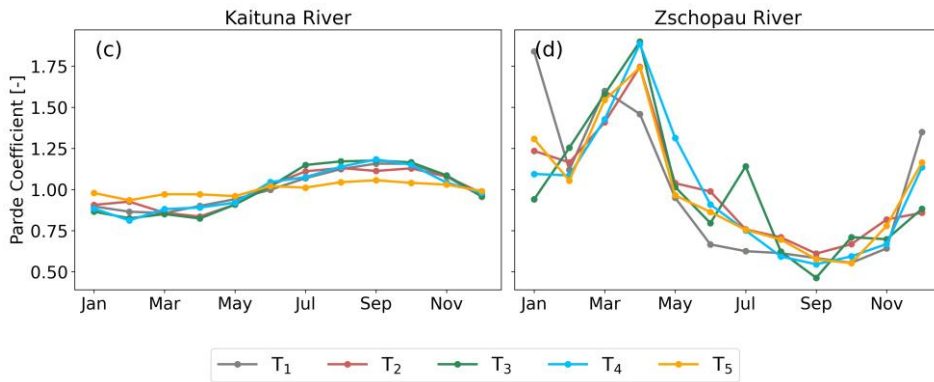 Kaituna River
Zschopau River
Parde Coefficient [-]
(c)
(d)
1.75
1.50
1.25
1.00
0.75
0.50
Jan Mar May Jul Sep Nov
Jan Mar May Jul Sep Nov
T1 T2 T3 T4 T5